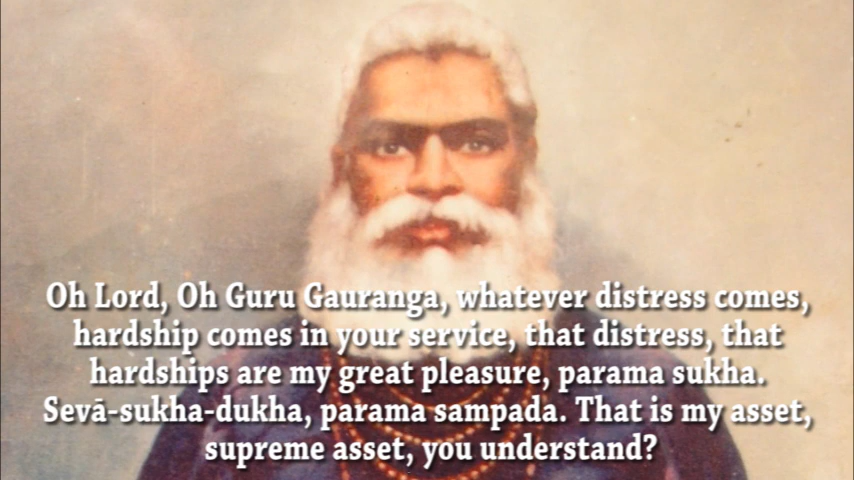 Oh Lord, Oh Guru Gauranga, whatever distress comes,
hardship comes in your service, that distress, that
hardships are my great pleasure, parama sukha.
Sevā-sukha-dukha, parama sampada. That is my asset,
supreme asset, you understand?